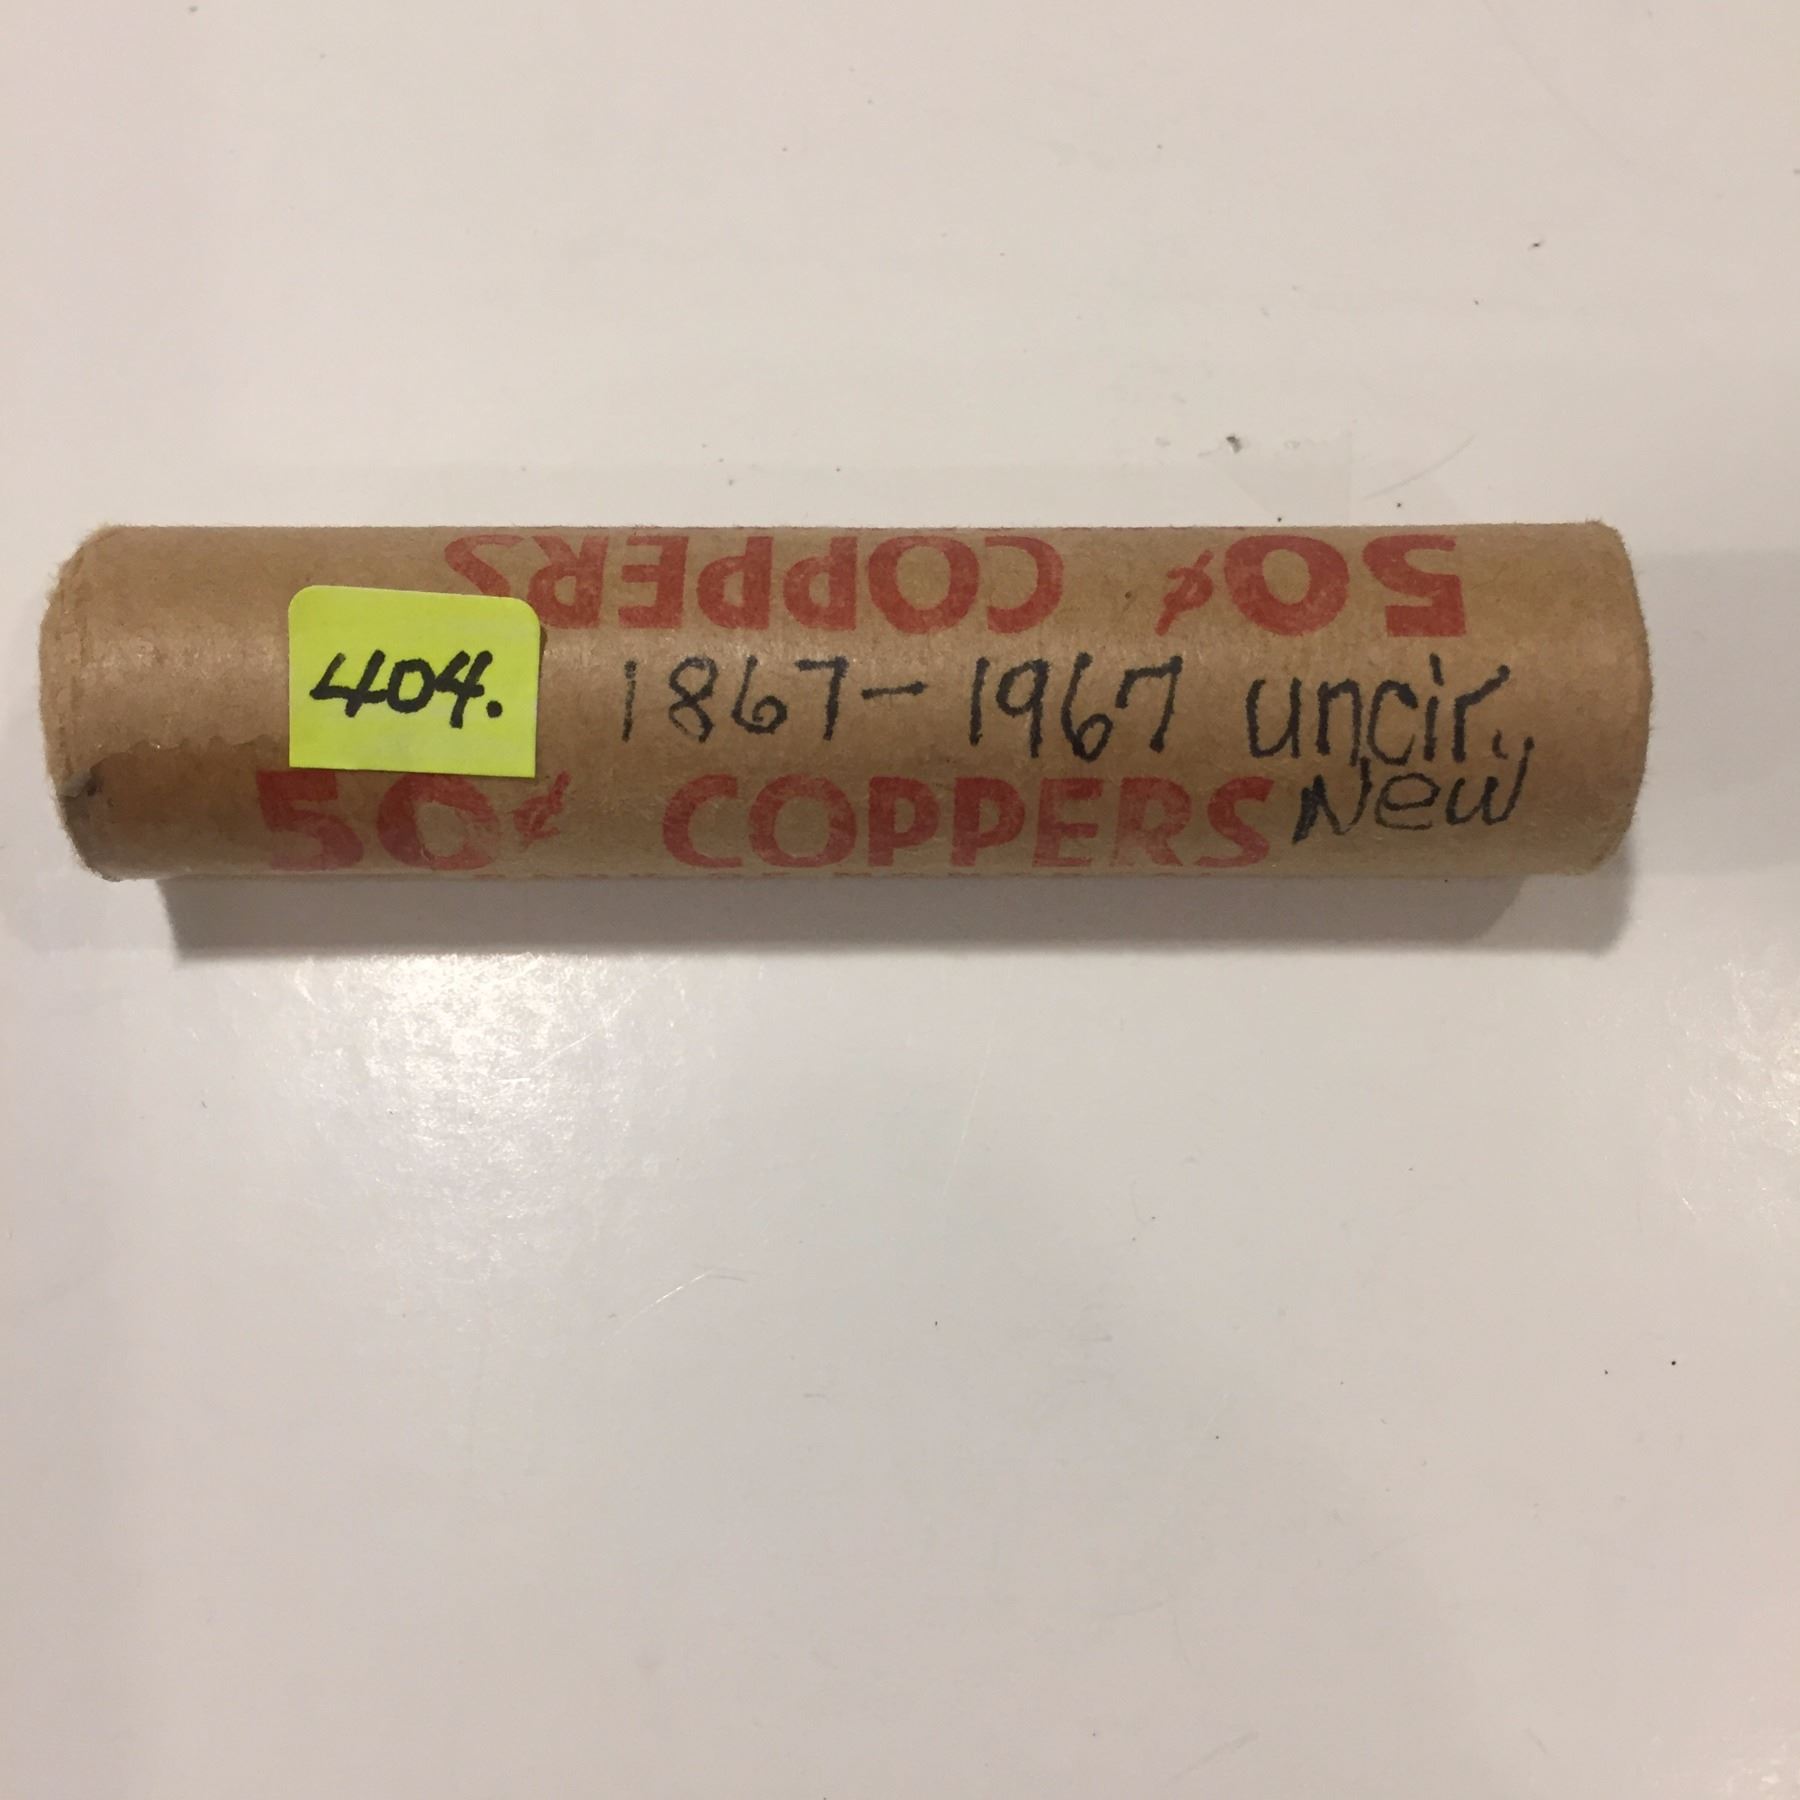 50¢ COPPERS
404.
1867-1967 uncir.
New
50¢ COPPERS